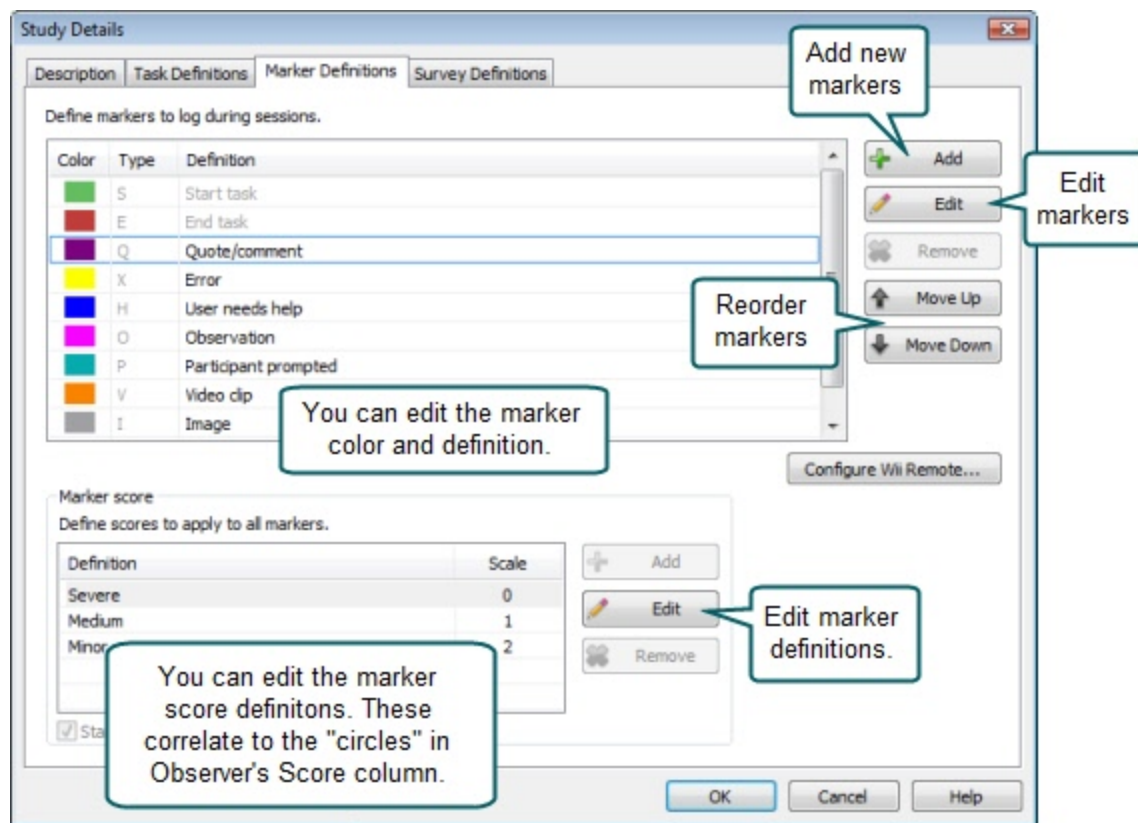 Study Details
Add new
markers
Description Task Definitions Marker Definitions Survey Definitions
Define markers to log during sessions.
Color Type Definition
Add
S Start task
Edit
Edit
markers
E End task
Q Quote/comment
Remove
X Error
H User needs help
Move Up
Reorder
markers
O Observation
Move Down
P Participant prompted
V Video clip
I Image
You can edit the marker
color and definition.
Configure Wii Remote...
Marker score
Define scores to apply to all markers.
Definition Scale
Add
Severe 0
Edit
Medium 1
Minor 2
Remove
Edit marker
definitions.
You can edit the marker
score definitons. These
correlate to the "circles" in
Observer's Score column.
OK Cancel Help